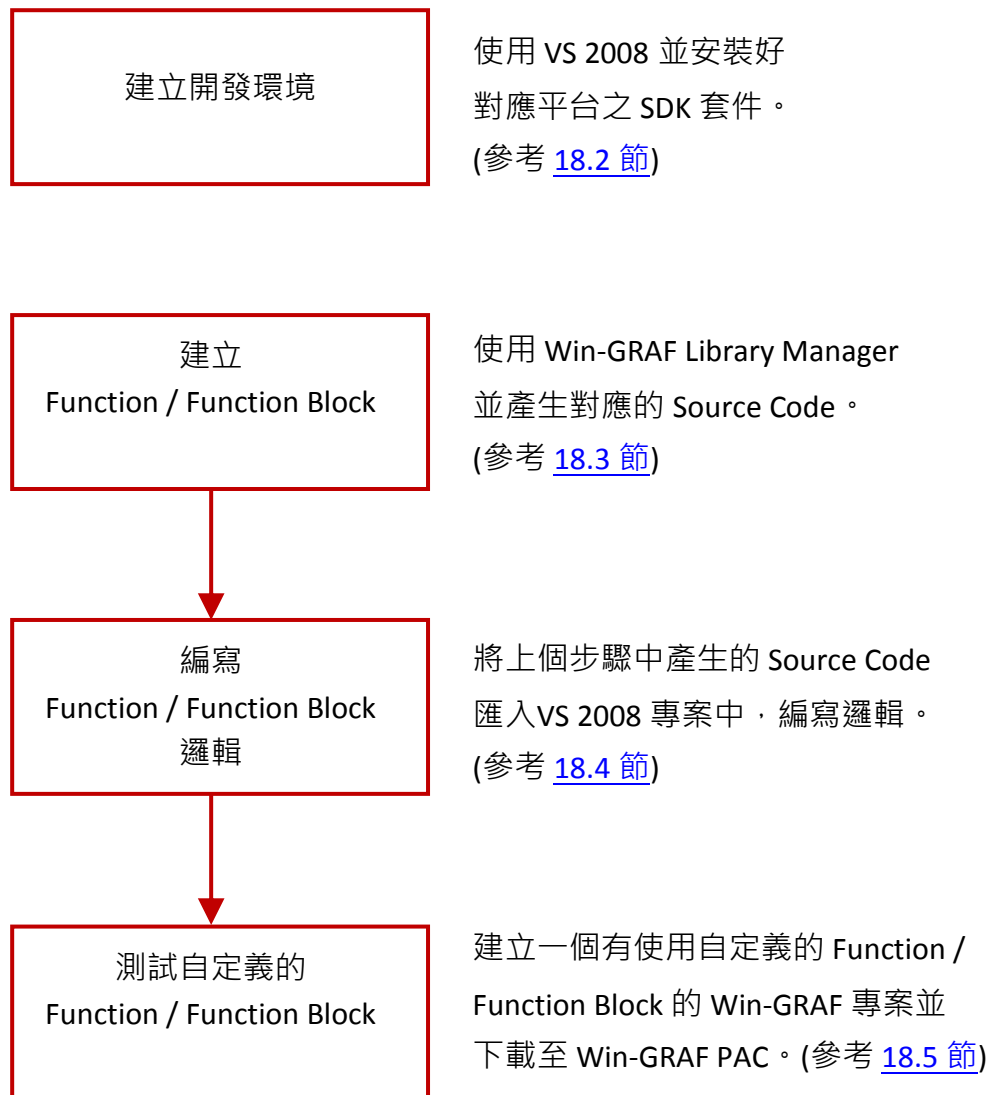 建立開發環境
使用 VS 2008 並安裝好
對應平台之 SDK 套件。
(參考 18.2 節)
建立
Function / Function Block
使用 Win-GRAF Library Manager
並產生對應的 Source Code。
(參考 18.3 節)
編寫
Function / Function Block
邏輯
將上個步驟中產生的 Source Code
匯入VS 2008 專案中,編寫邏輯。
(參考 18.4 節)
測試自定義的
Function / Function Block
建立一個有使用自定義的 Function /
Function Block 的 Win-GRAF 專案並
下載至 Win-GRAF PAC。(參考 18.5 節)